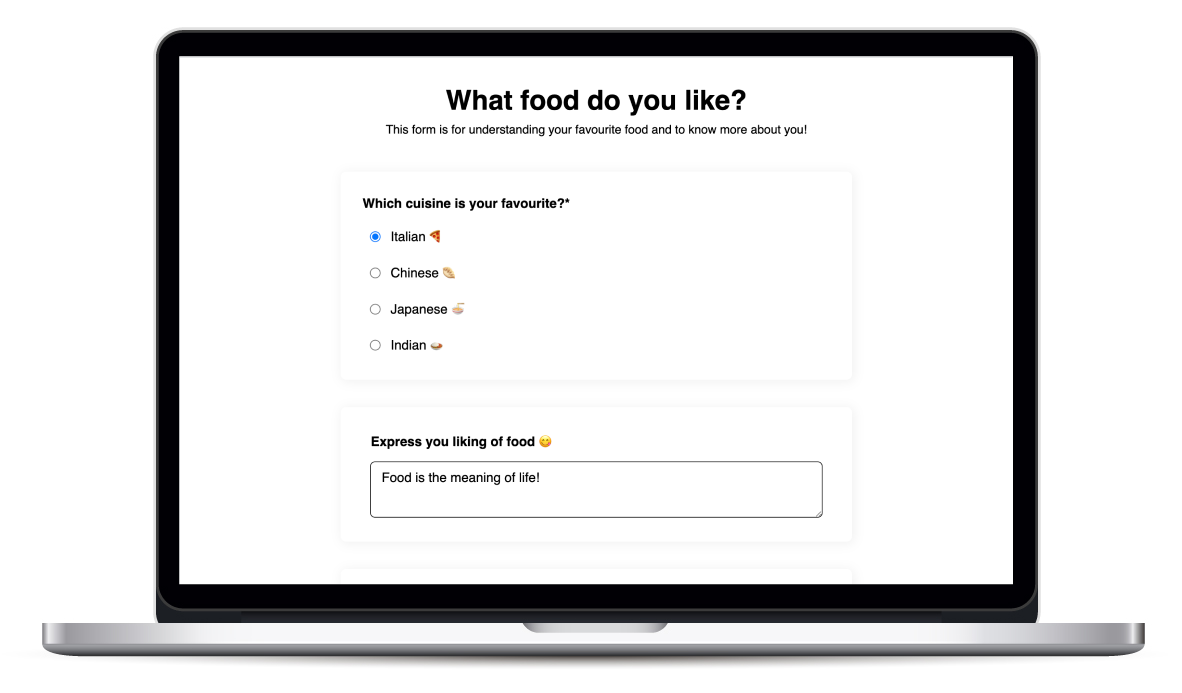 What food do you like?
This form is for understanding your favourite food and to know more about you!
Which cuisine is your favourite?*
Italian 🍕
Chinese 🥠
Japanese 🍜
Indian 🍛
Express you liking of food 😋
Food is the meaning of life!